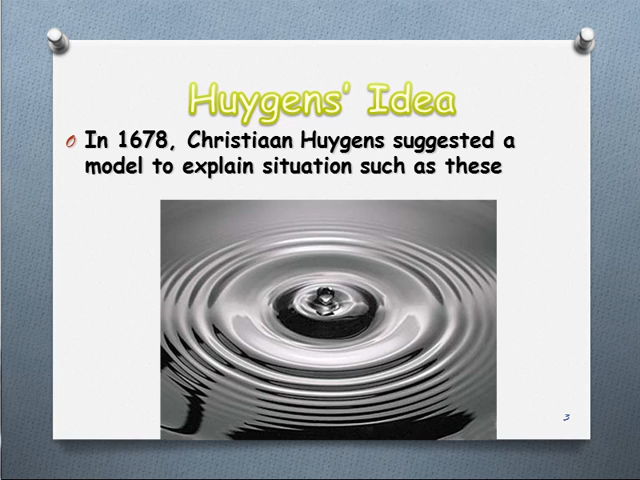 Huygens’ Idea
In 1678, Christiaan Huygens suggested a
model to explain situation such as these
3